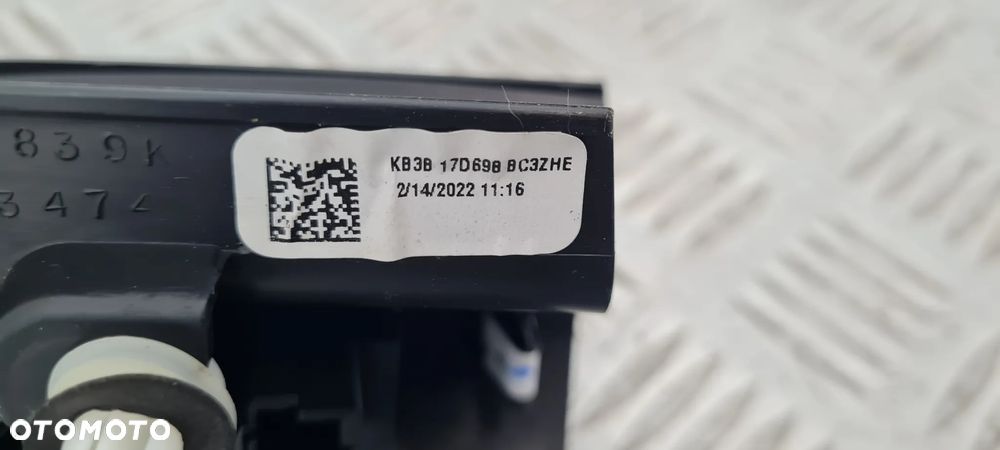 839K
3474
KB3B 17D698 BC3ZHE
2/14/2022 11:16
OTOMOTO